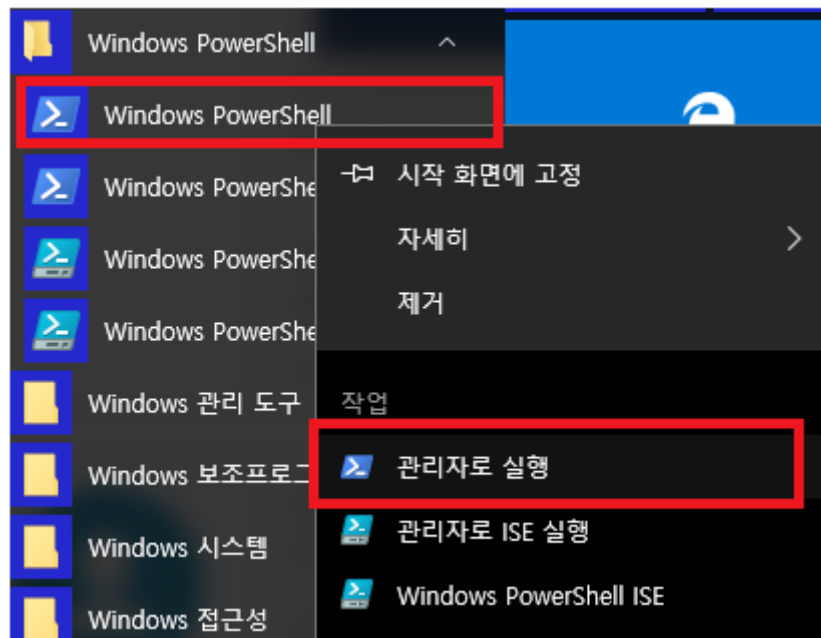 Windows PowerShell
Windows PowerShell
Windows PowerShe
Windows PowerShe
Windows PowerShe
Windows 관리 도구
Windows 보조프로그
Windows 시스템
Windows 접근성
시작 화면에 고정
자세히
제거
작업
관리자로 실행
관리자로 ISE 실행
Windows PowerShell ISE